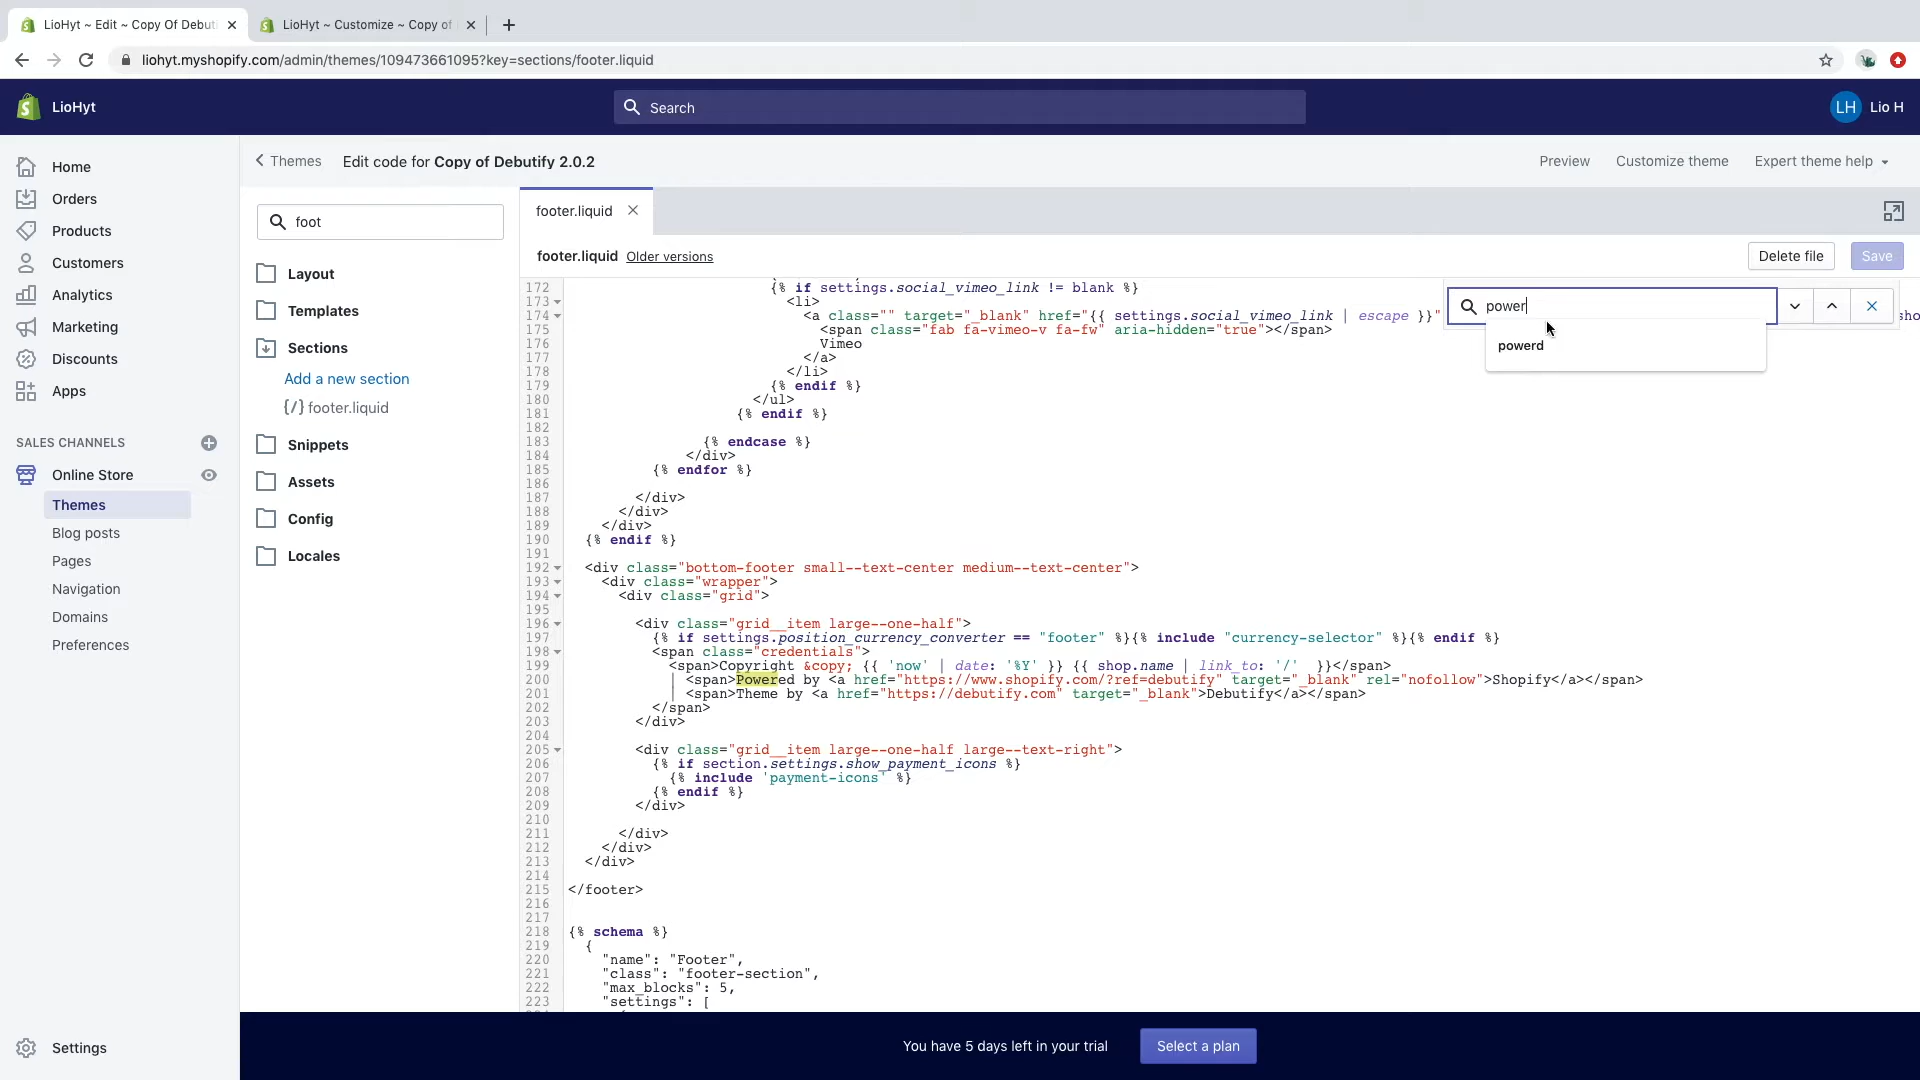 LioHyt ~ Edit ~ Copy Of Debuti
LioHyt ~ Customize ~ Copy of
liohyt.myshopify.com/admin/themes/109473661095?key=sections/footer.liquid
LioHyt
Search
LH
Lio H
Home
Orders
Products
Customers
Analytics
Marketing
Discounts
Apps
SALES CHANNELS
Online Store
Themes
Blog posts
Pages
Navigation
Domains
Preferences
Settings
Themes
Edit code for Copy of Debutify 2.0.2
Preview
Customize theme
Expert theme help
foot
Layout
Templates
Sections
Add a new section
{/} footer.liquid
Snippets
Assets
Config
Locales
footer.liquid
footer.liquid Older versions
Delete file
Save
power
powerd
172 {% if settings.social_vimeo_link != blank %}
173 <li>
174 <a class="" target="_blank" href="{{ settings.social_vimeo_link | escape }}" sho
175 <span class="fab fa-vimeo-v fa-fw" aria-hidden="true"></span>
176 Vimeo
177 </a>
178 </li>
179 {% endif %}
180 </ul>
181 {% endif %}
182
183 {% endcase %}
184 </div>
185 {% endfor %}
186
187 </div>
188 </div>
189 </div>
190 {% endif %}
191
192 <div class="bottom-footer small--text-center medium--text-center">
193 <div class="wrapper">
194 <div class="grid">
195
196 <div class="grid__item large--one-half">
197 {% if settings.position_currency_converter == "footer" %}{% include "currency-selector" %}{% endif %}
198 <span class="credentials">
199 <span>Copyright &copy; {{ 'now' | date: '%Y' }} {{ shop.name | link_to: '/' }}</span>
200 | <span>Powered by <a href="https://www.shopify.com/?ref=debutify" target="_blank" rel="nofollow">Shopify</a></span>
201 | <span>Theme by <a href="https://debutify.com" target="_blank">Debutify</a></span>
202 </span>
203 </div>
204
205 <div class="grid__item large--one-half large--text-right">
206 {% if section.settings.show_payment_icons %}
207 {% include 'payment-icons' %}
208 {% endif %}
209 </div>
210
211 </div>
212 </div>
213 </div>
214
215 </footer>
216
217
218 {% schema %}
219 {
220 "name": "Footer",
221 "class": "footer-section",
222 "max_blocks": 5,
223 "settings": [
You have 5 days left in your trial
Select a plan